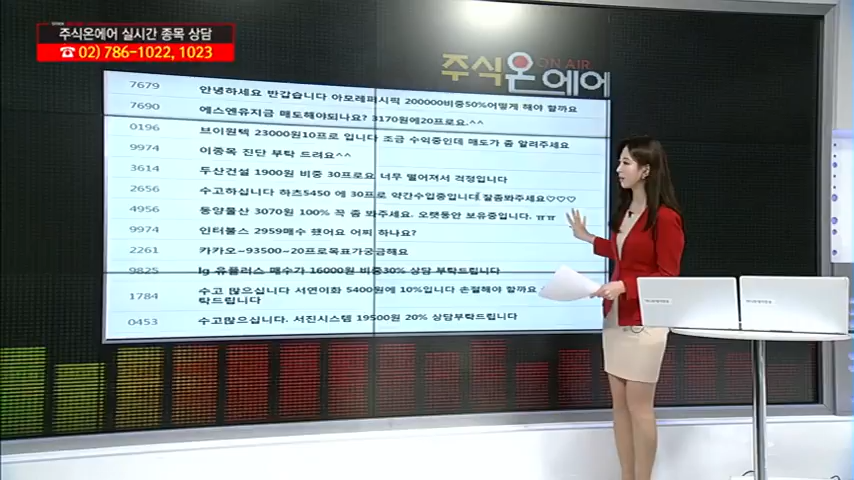 주식온에어 실시간 종목 상담
☎02) 786-1022, 1023
주식온에어
ON AIR
7679 안녕하세요 반갑습니다 아모레퍼시픽 200000비중50%어떻게 해야 할까요
7690 에스엔유지금 매도해야되나요? 3170원에20프로요.^^
0196 브이원텍 23000원10프로 입니다 조금 수익중인데 매도가 좀 알려주세요
9974 이종목 진단 부탁 드려요^^
3614 두산건설 1900원 비중 30프로요 너무 떨어져서 걱정입니다
2656 수고하십니다 하츠5450 에 30프로 약간수입중입니다 잘좀봐주세요♡♡♡
4956 동양물산 3070원 100% 꼭 좀 봐주세요. 오랫동안 보유중입니다. ㅠㅠ
9974 인터불스 2959매수 했어요 어찌 하나요?
2261 카카오-93500-20프로목표가궁금해요
9825 lg 유플러스 매수가 16000원 비중30% 상담 부탁드립니다
1784 수고 많으십니다 서연이화 5400원에 10%입니다 손절해야 할까요
탁드립니다
0453 수고많으십니다. 서진시스템 19500원 20% 상담부탁드립니다